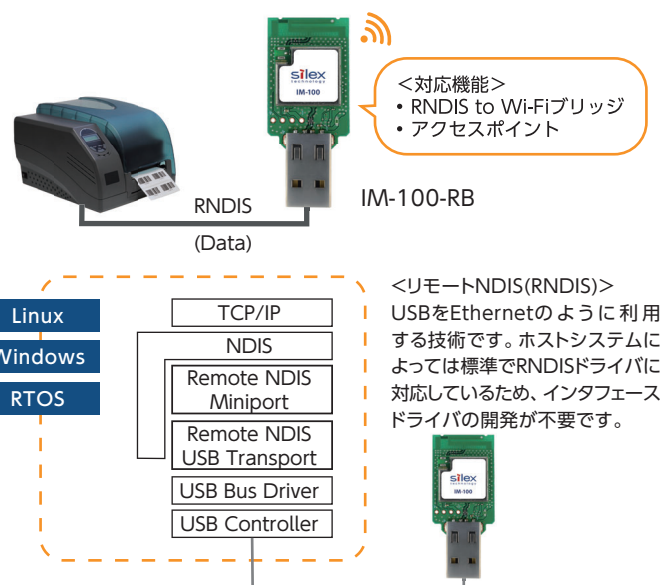 silex
technology
IM-100
<対応機能>
• RNDIS to Wi-Fiブリッジ
• アクセスポイント
IM-100-RB
RNDIS
(Data)
Linux
Windows
RTOS
TCP/IP
NDIS
Remote NDIS
Miniport
Remote NDIS
USB Transport
USB Bus Driver
USB Controller
<リモートNDIS(RNDIS)>
USBをEthernetのように利用
する技術です。ホストシステムに
よっては標準でRNDISドライバに
対応しているため、インタフェース
ドライバの開発が不要です。
silex
technology
IM-100